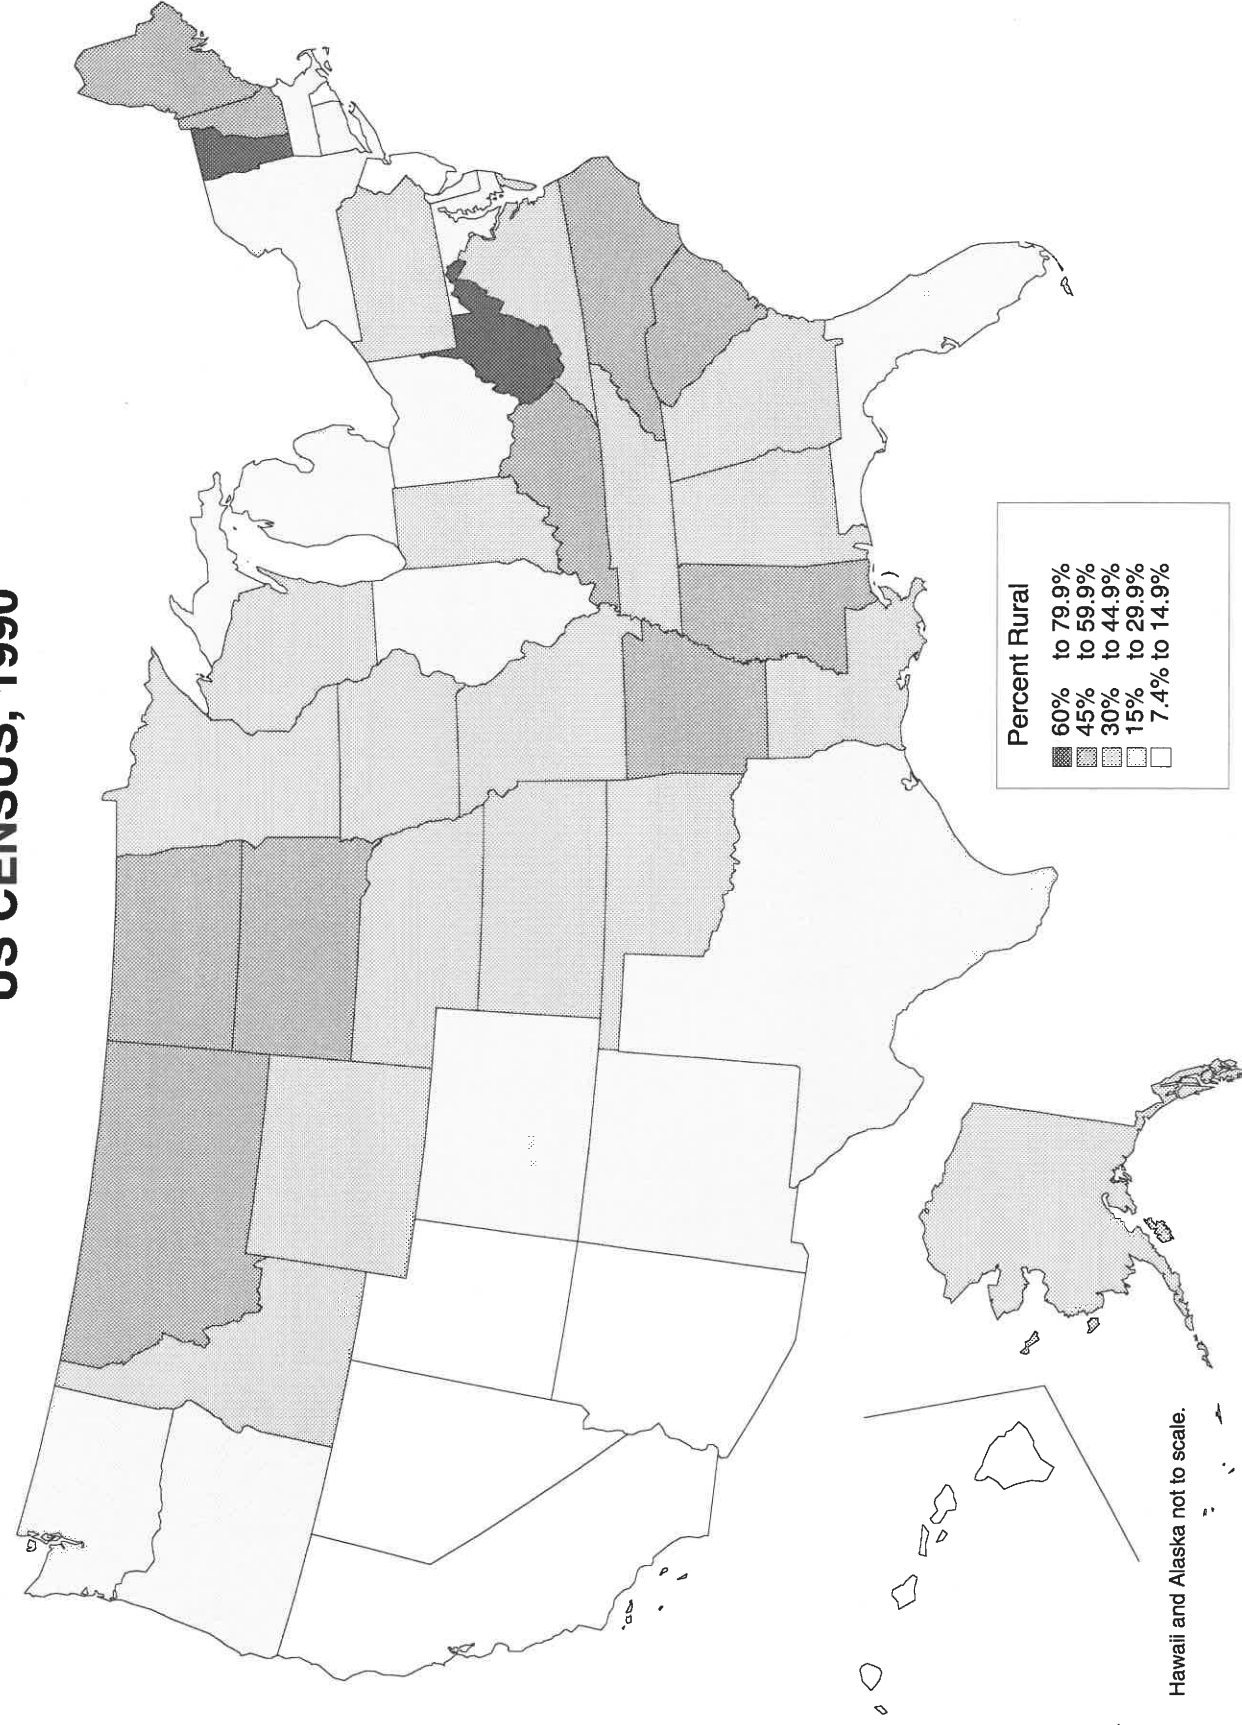 US CENSUS, 1990
Percent Rural
60% to 79.9%
45% to 59.9%
30% to 44.9%
15% to 29.9%
7.4% to 14.9%
Hawaii and Alaska not to scale.